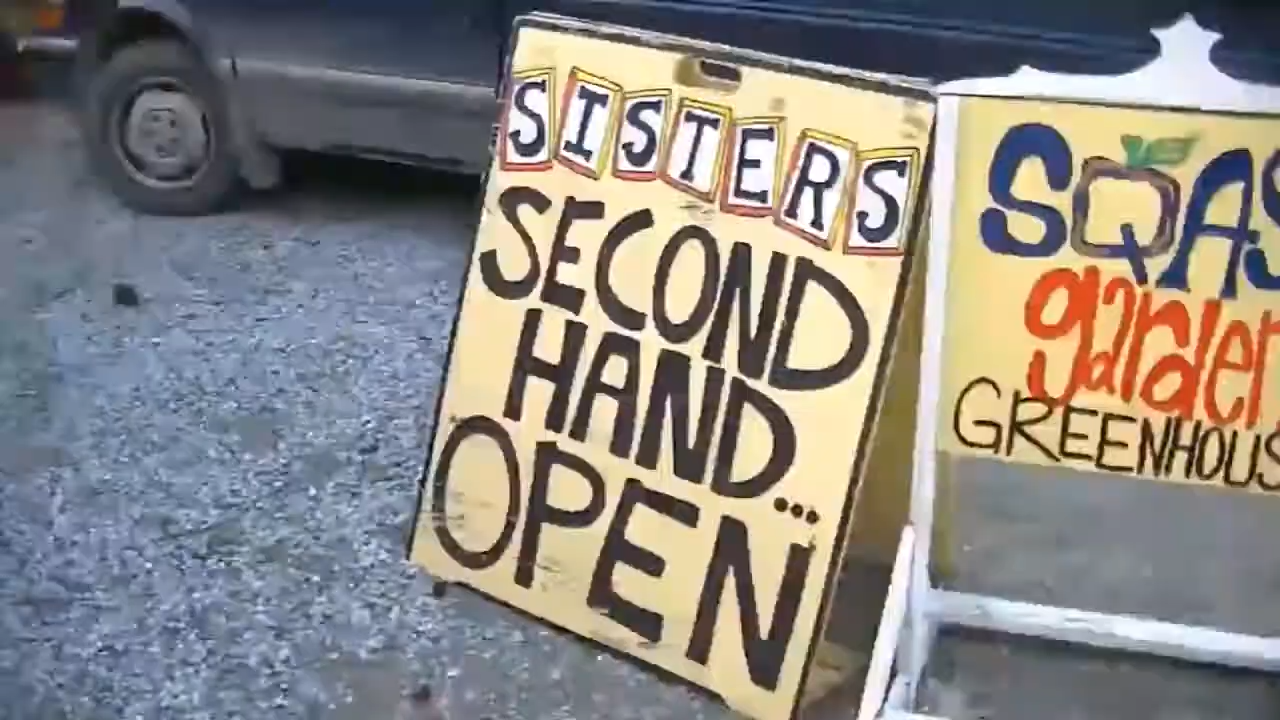 SISTERS
SECOND
HAND...
OPEN
SQAS
garden
GREENHOUS